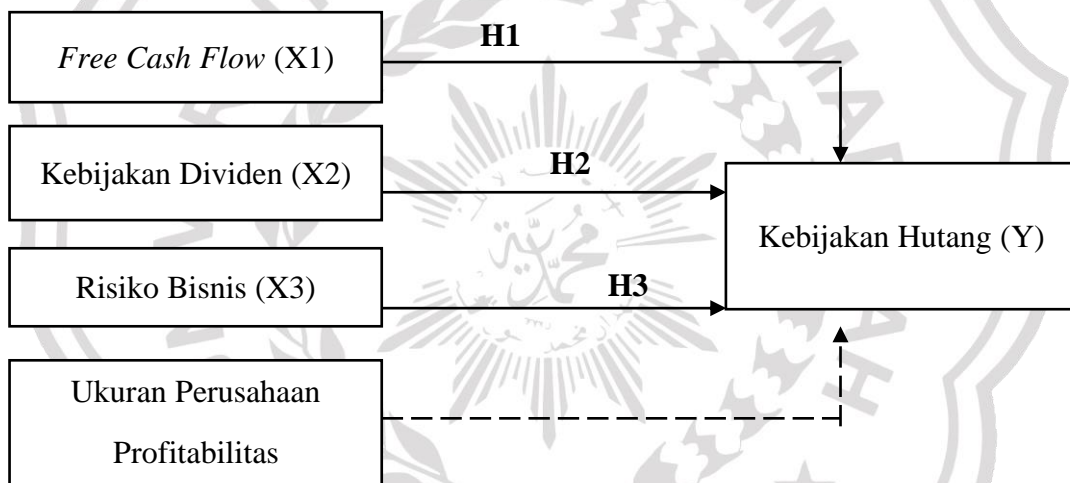 Free Cash Flow (X1)
H1
Kebijakan Dividen (X2)
H2
Kebijakan Hutang (Y)
Risiko Bisnis (X3)
H3
Ukuran Perusahaan
Profitabilitas